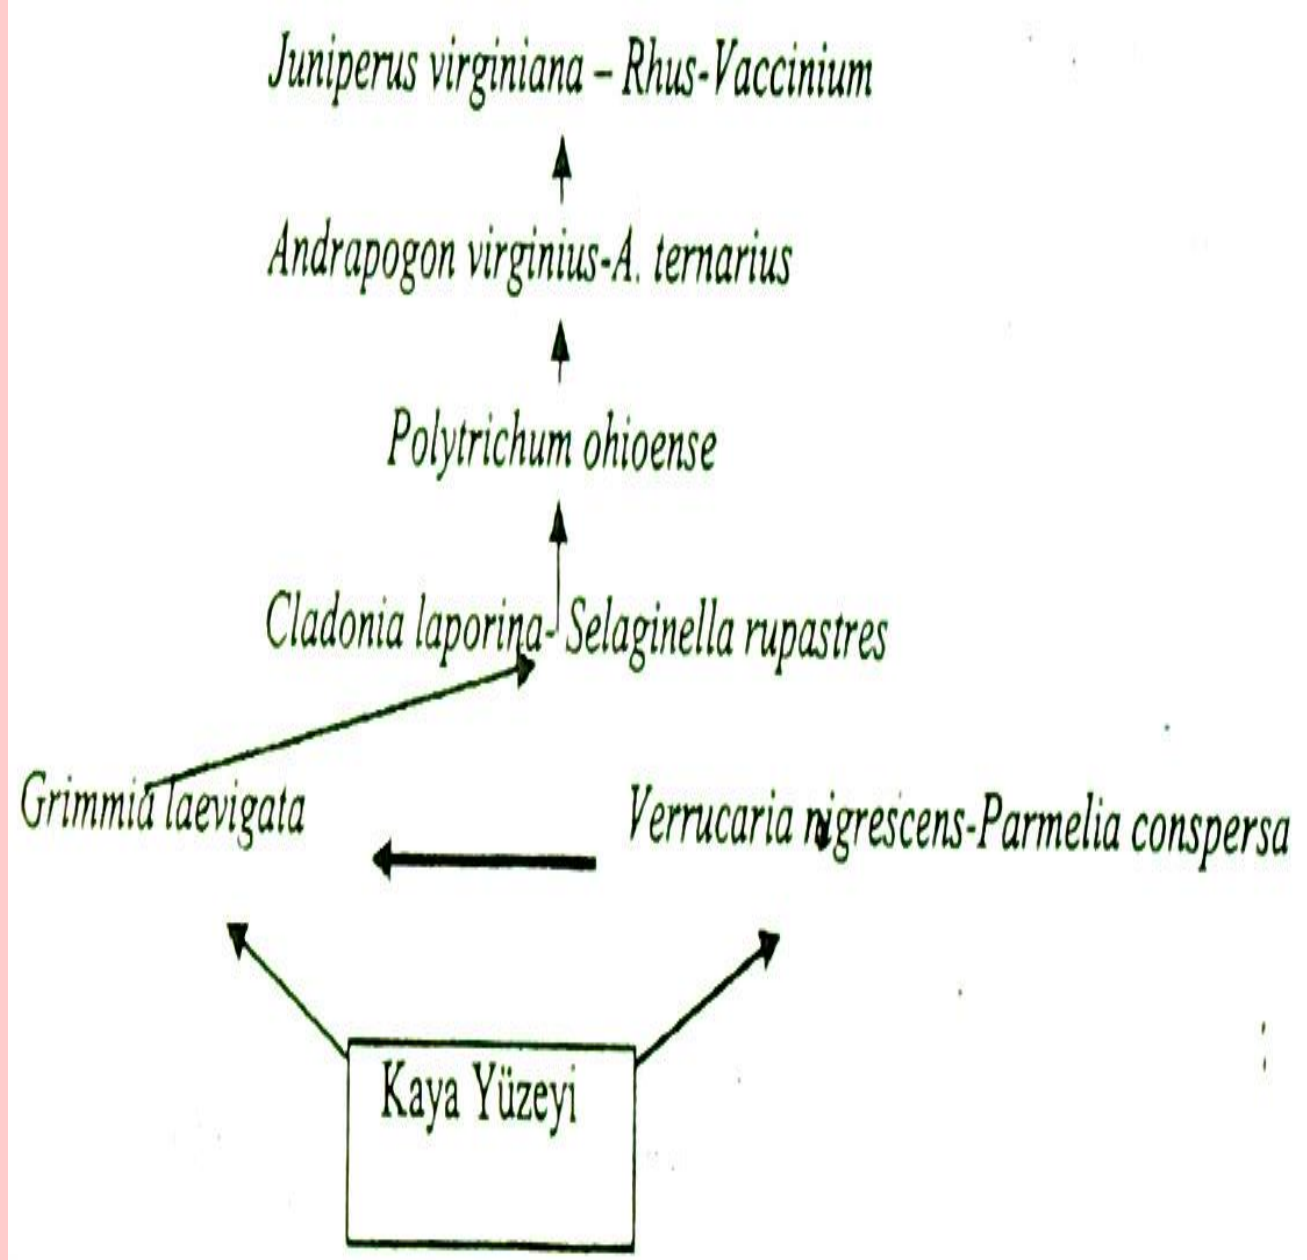 Juniperus virginiana – Rhus-Vaccinium
Andrapogon virginius-A. ternarius
Polytrichum ohioense
Cladonia laporina- Selaginella rupastres
Grimmia laevigata
Verrucaria nigrescens-Parmelia conspersa
Kaya Yüzeyi